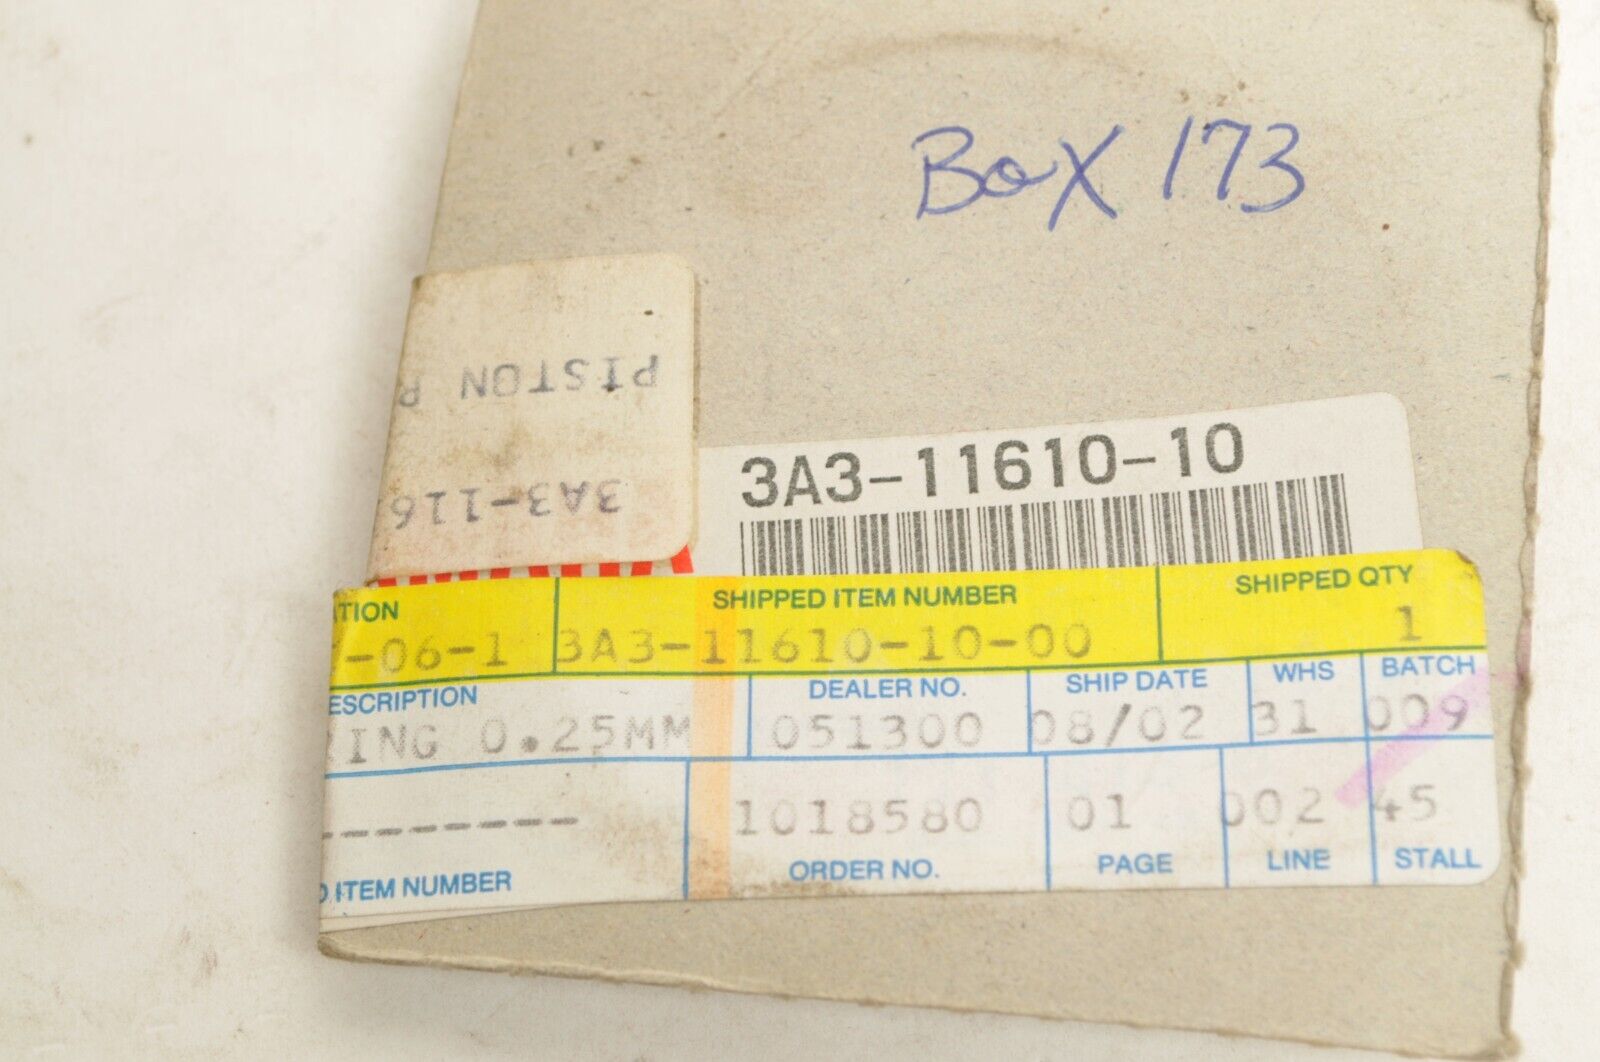 Box 173
PISTON R
3A3-116
3A3-11610-10
ATION SHIPPED ITEM NUMBER SHIPPED QTY
-06-1 3A3-11610-10-00 1
ESCRIPTION DEALER NO. SHIP DATE WHS BATCH
RING 0.25MM 051300 08/02 31 009
--------- 1018580 01 002 45
D ITEM NUMBER ORDER NO. PAGE LINE STALL